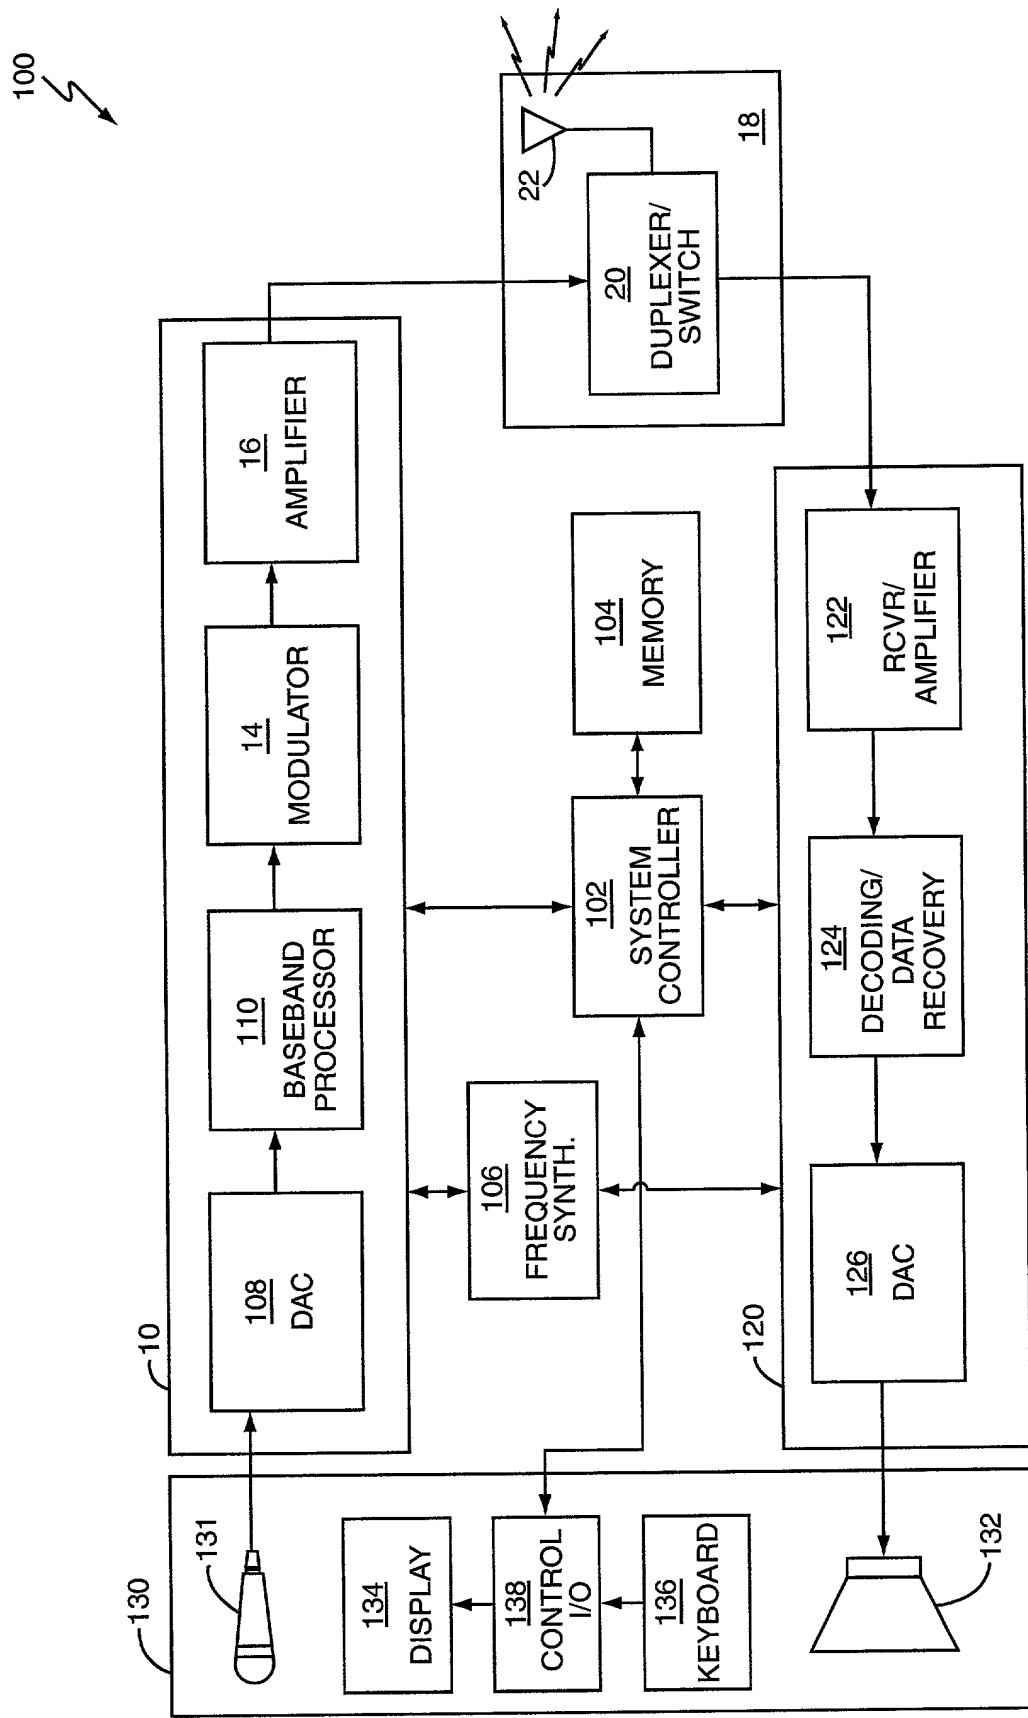 100
10
108
DAC
110
BASEBAND
PROCESSOR
14
MODULATOR
16
AMPLIFIER
22
20
DUPLEXER/
SWITCH
18
106
FREQUENCY
SYNTH.
102
SYSTEM
CONTROLLER
104
MEMORY
130
131
134
DISPLAY
138
CONTROL
I/O
136
KEYBOARD
132
120
126
DAC
124
DECODING/
DATA
RECOVERY
122
RCVR/
AMPLIFIER